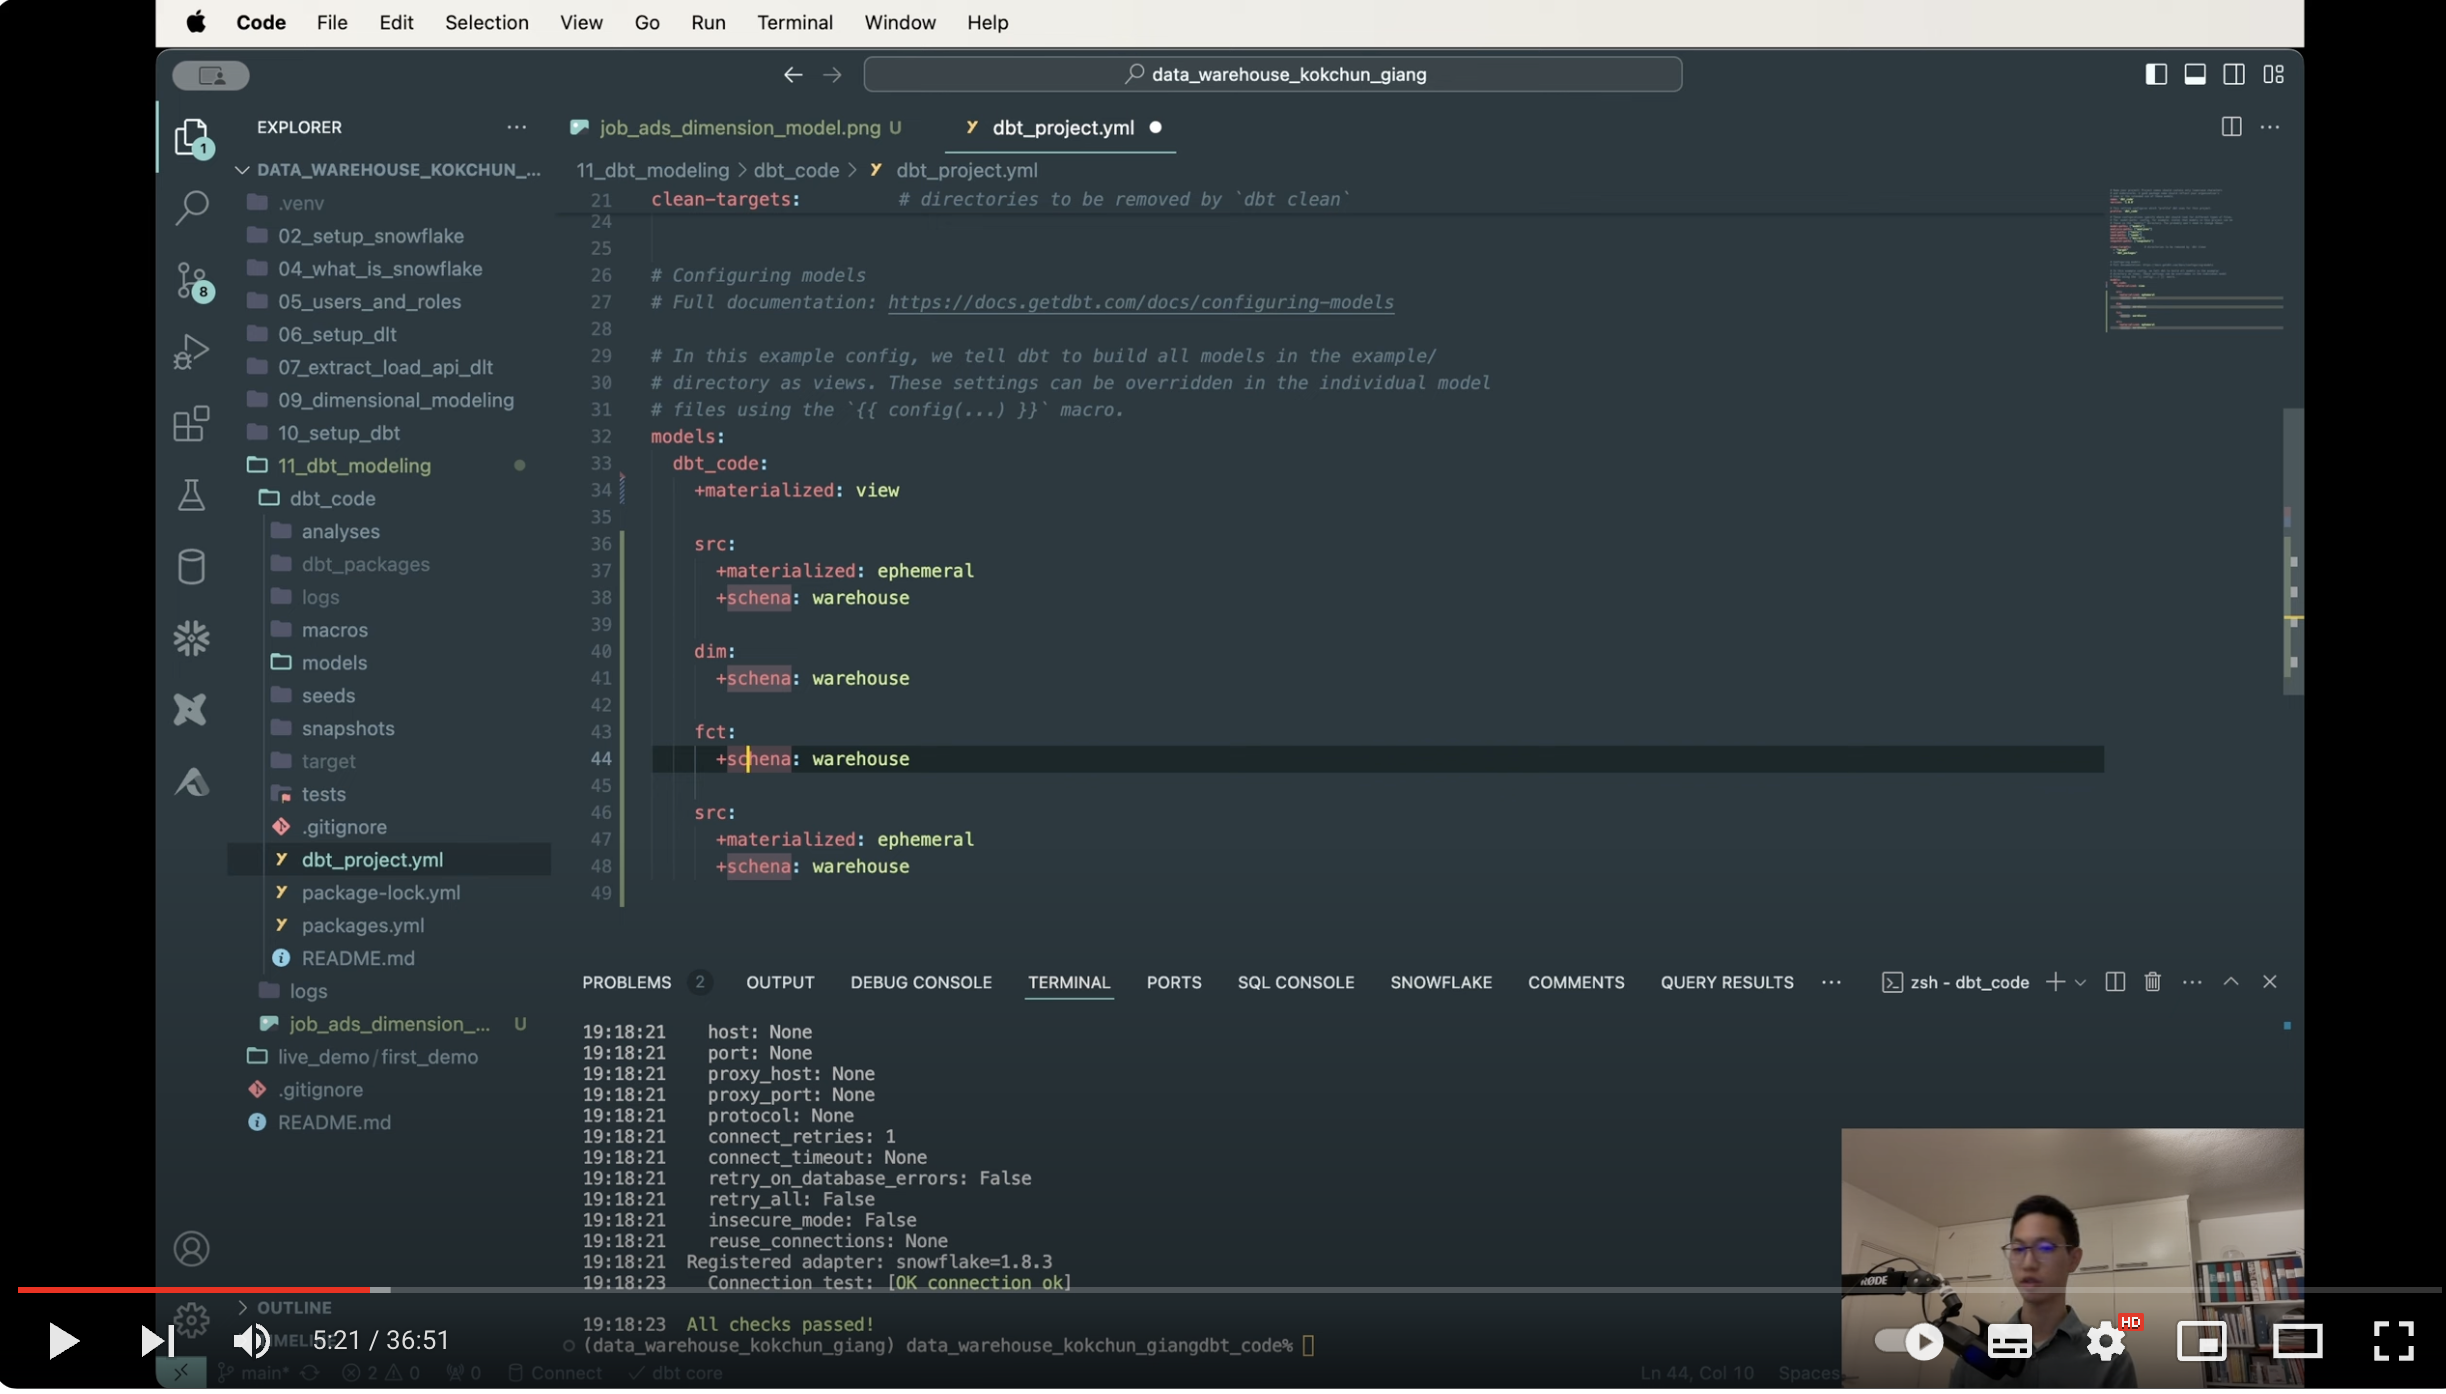 Code File Edit Selection View Go Run Terminal Window Help
data_warehouse_kokchun_giang
EXPLORER
job_ads_dimension_model.png U
dbt_project.yml
1
DATA_WAREHOUSE_KOKCHUN_...
11_dbt_modeling > dbt_code > dbt_project.yml
.venv
02_setup_snowflake
04_what_is_snowflake
8
05_users_and_roles
06_setup_dlt
07_extract_load_api_dlt
09_dimensional_modeling
10_setup_dbt
11_dbt_modeling
dbt_code
analyses
dbt_packages
logs
macros
models
seeds
snapshots
target
tests
.gitignore
dbt_project.yml
package-lock.yml
packages.yml
README.md
logs
job_ads_dimension_... U
live_demo/first_demo
.gitignore
README.md
OUTLINE
21 clean-targets: # directories to be removed by `dbt clean`
24
25
26 # Configuring models
27 # Full documentation: https://docs.getdbt.com/docs/configuring-models
28
29 # In this example config, we tell dbt to build all models in the example/
30 # directory as views. These settings can be overridden in the individual model
31 # files using the `{{ config(...) }}` macro.
32 models:
33 dbt_code:
34 +materialized: view
35
36 src:
37 +materialized: ephemeral
38 +schena: warehouse
39
40 dim:
41 +schena: warehouse
42
43 fct:
44 +schena: warehouse
45
46 src:
47 +materialized: ephemeral
48 +schena: warehouse
49
PROBLEMS 2 OUTPUT DEBUG CONSOLE TERMINAL PORTS SQL CONSOLE SNOWFLAKE COMMENTS QUERY RESULTS zsh - dbt_code
19:18:21 host: None
19:18:21 port: None
19:18:21 proxy_host: None
19:18:21 proxy_port: None
19:18:21 protocol: None
19:18:21 connect_retries: 1
19:18:21 connect_timeout: None
19:18:21 retry_on_database_errors: False
19:18:21 retry_all: False
19:18:21 insecure_mode: False
19:18:21 reuse_connections: None
19:18:21 Registered adapter: snowflake=1.8.3
19:18:23 Connection test: [OK connection ok]
19:18:23 All checks passed!
(data_warehouse_kokchun_giang) data_warehouse_kokchun_giangdbt_code%
RØDE
5:21 / 36:51
HD
main* 2 0 0 Connect dbt core Ln 44, Col 10 Spaces